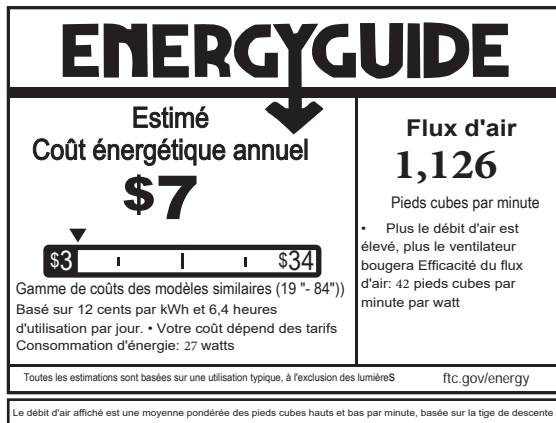 ENERGYGUIDE
Estimé
Coût énergétique annuel
$7
$3
$34
Gamme de coûts des modèles similaires (19 "- 84"))
Basé sur 12 cents par kWh et 6,4 heures
d'utilisation par jour. • Votre coût dépend des tarifs
Consommation d'énergie: 27 watts
Flux d'air
1,126
Pieds cubes par minute
• Plus le débit d'air est
élevé, plus le ventilateur
bougera Efficacité du flux
d'air: 42 pieds cubes par
minute par watt
Toutes les estimations sont basées sur une utilisation typique, à l'exclusion des lumièreS
ftc.gov/energy
Le débit d'air affiché est une moyenne pondérée des pieds cubes hauts et bas par minute, basée sur la tige de descente